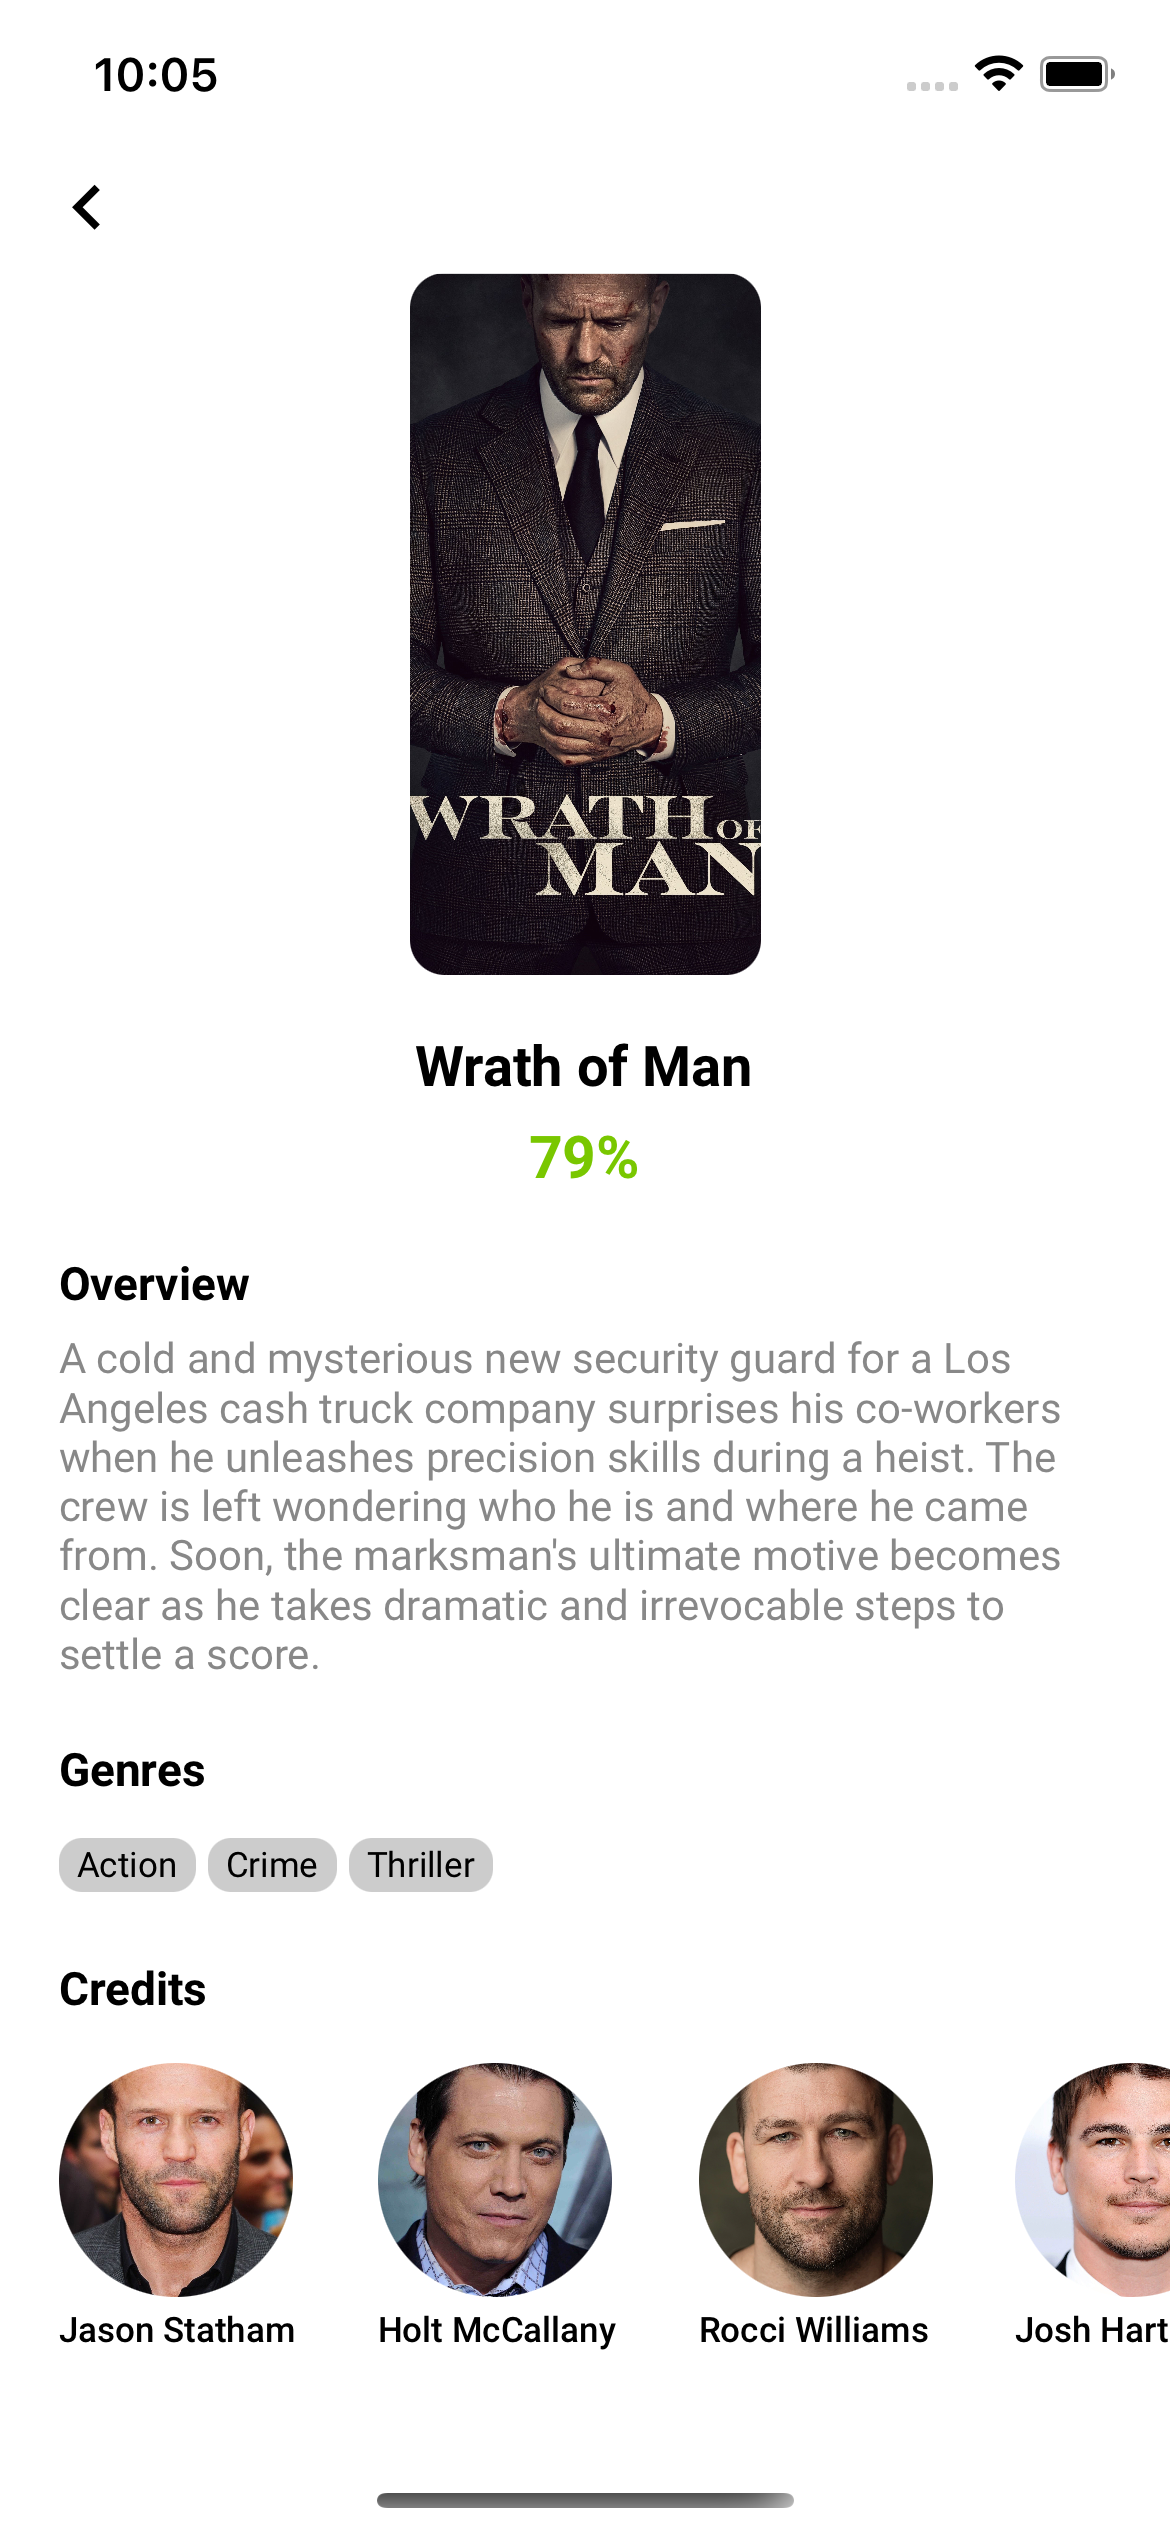 10:05
WRATH OF
MAN
Wrath of Man
79%
Overview
A cold and mysterious new security guard for a Los
Angeles cash truck company surprises his co-workers
when he unleashes precision skills during a heist. The
crew is left wondering who he is and where he came
from. Soon, the marksman's ultimate motive becomes
clear as he takes dramatic and irrevocable steps to
settle a score.
Genres
Action Crime Thriller
Credits
Jason Statham Holt McCallany Rocci Williams Josh Hart